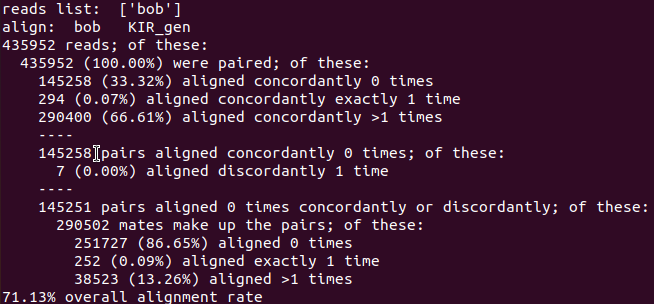 reads list:  ['bob']
align:  bob   KIR_gen
435952 reads; of these:
  435952 (100.00%) were paired; of these:
    145258 (33.32%) aligned concordantly 0 times
    294 (0.07%) aligned concordantly exactly 1 time
    290400 (66.61%) aligned concordantly >1 times
    ----
    145258 pairs aligned concordantly 0 times; of these:
      7 (0.00%) aligned discordantly 1 time
    ----
    145251 pairs aligned 0 times concordantly or discordantly; of these:
      290502 mates make up the pairs; of these:
        251727 (86.65%) aligned 0 times
        252 (0.09%) aligned exactly 1 time
        38523 (13.26%) aligned >1 times
71.13% overall alignment rate